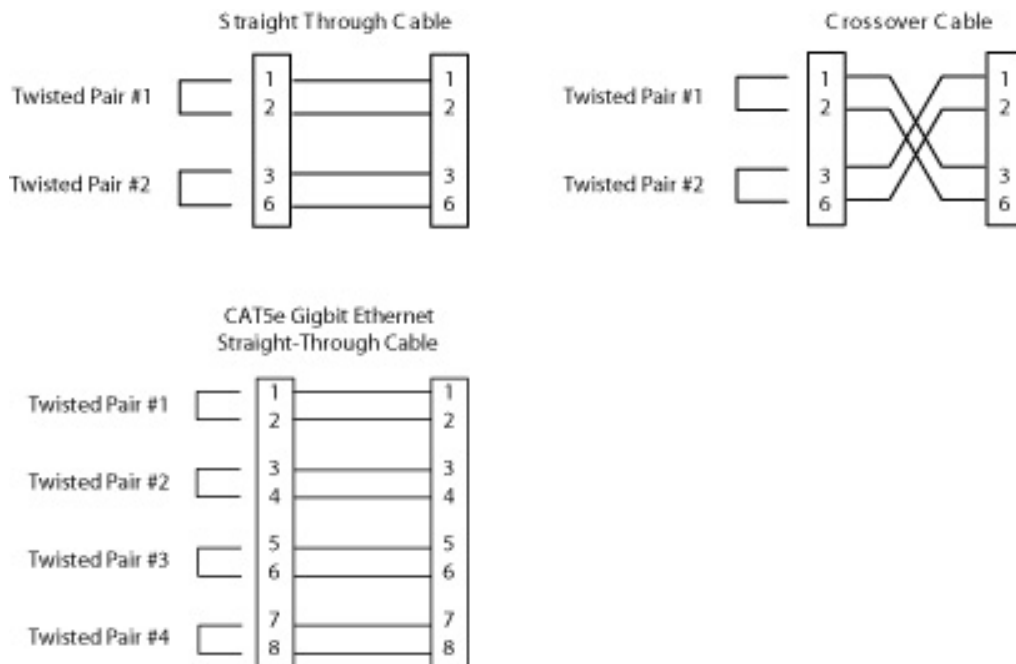 Straight Through Cable
Twisted Pair #1
1 1
2 2
Twisted Pair #2
3 3
6 6
Crossover Cable
Twisted Pair #1
1 1
2 2
Twisted Pair #2
3 3
6 6
CAT5e Gigbit Ethernet
Straight-Through Cable
Twisted Pair #1
1 1
2 2
Twisted Pair #2
3 3
4 4
Twisted Pair #3
5 5
6 6
Twisted Pair #4
7 7
8 8